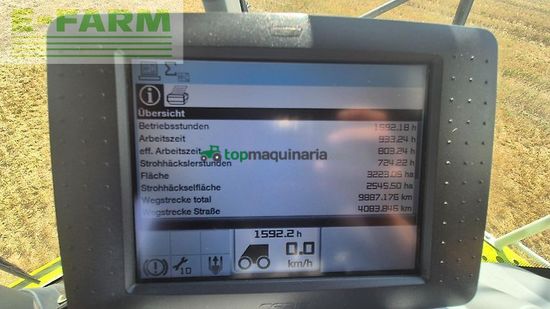 E-FARM
Übersicht
Betriebsstunden 1592.18 h
Arbeitszeit 933.24 h
eff. Arbeitszeit 803.24 h
Strohhäckslerstunden 724.22 h
Fläche 3223.09 ha
Strohhäckselfläche 2545.50 ha
Wegstrecke total 9887.176 km
Wegstrecke Straße 4083.845 km
topmaquinaria
1592.2 h
0.0
km/h
10